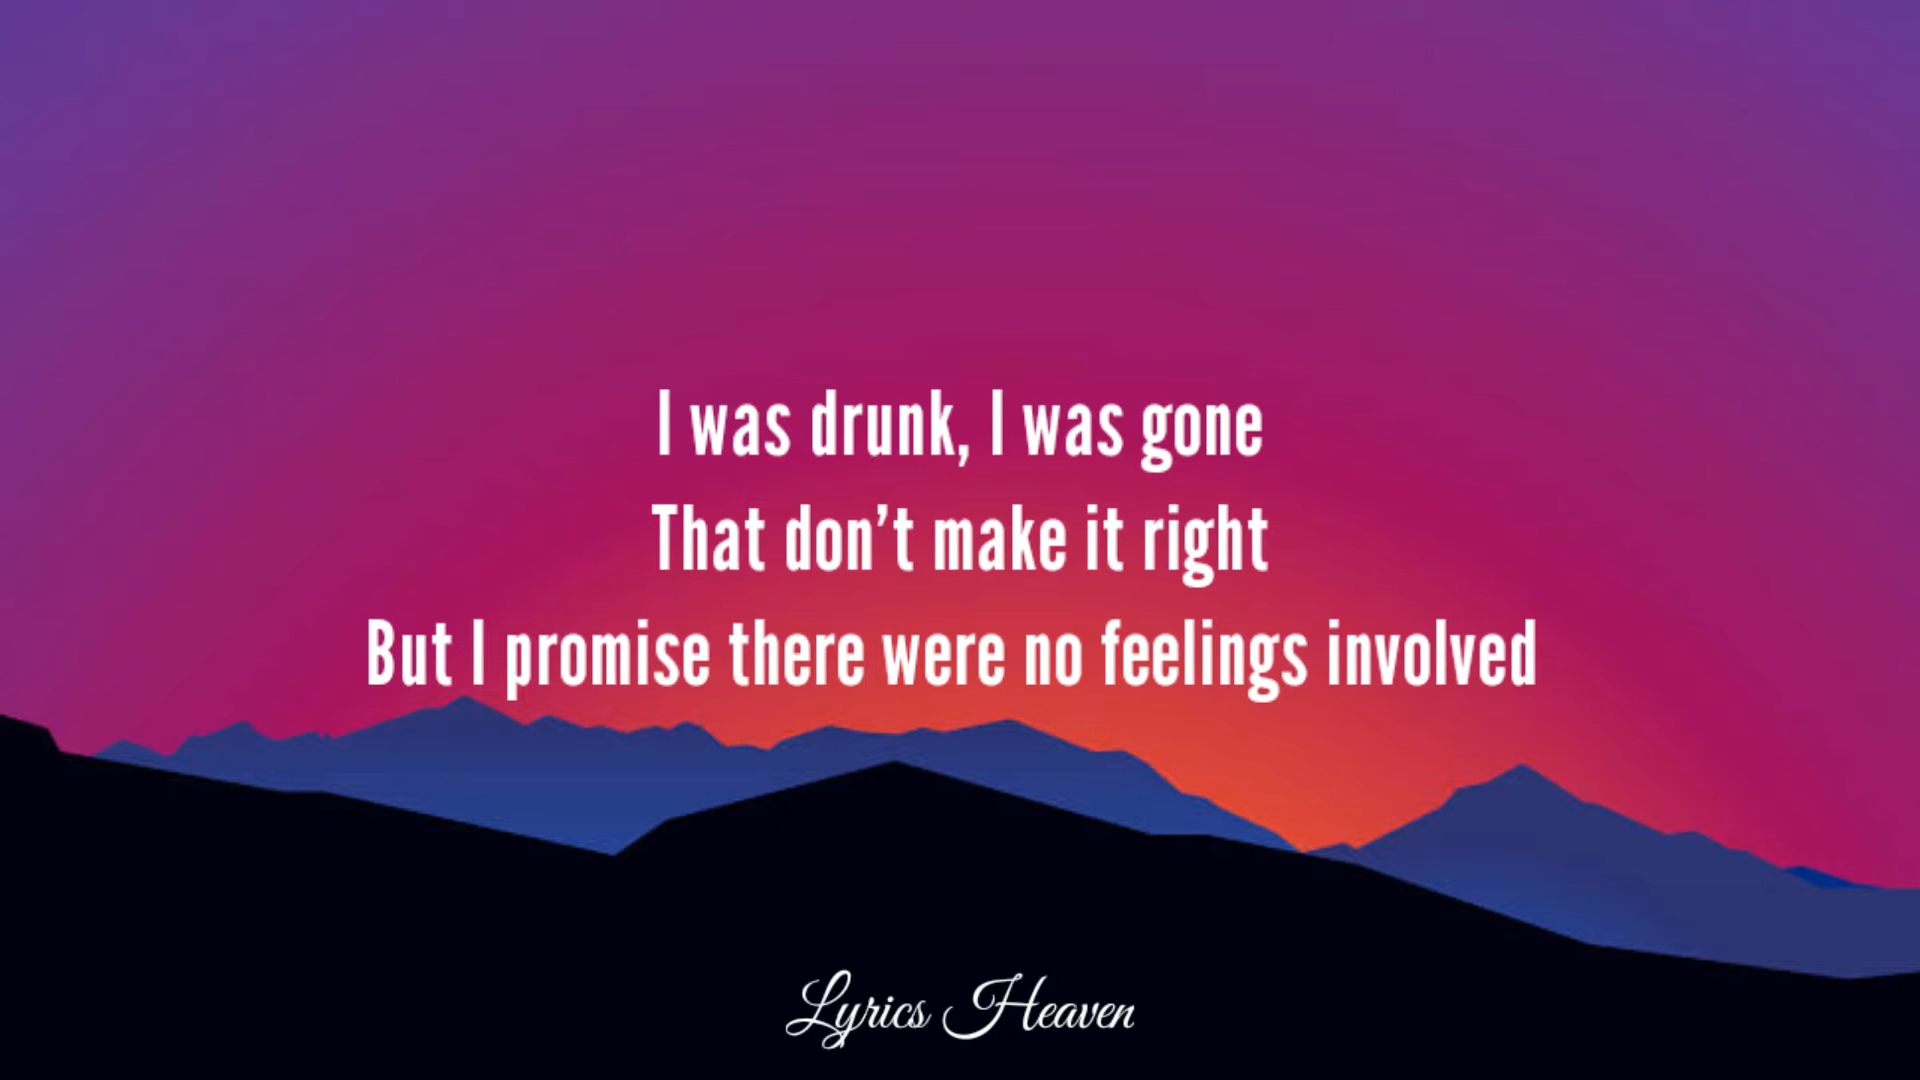 I was drunk, I was gone
That don’t make it right
But I promise there were no feelings involved
Lyrics Heaven